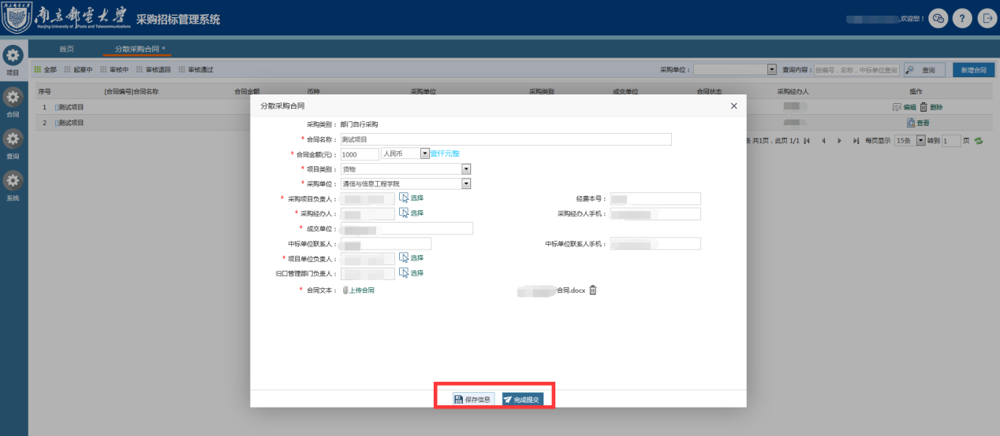 南京邮电大学 采购招标管理系统 ,欢迎您！
Nanjing University of Posts and Telecommunications
首页 分散采购合同 ×
项目
合同
查询
系统
全部 起草中 审核中 审核退回 审核通过 采购单位： 查询内容： 按编号，名称，中标单位查询 查询 新增合同
序号 [合同编号]合同名称 合同金额 币种 采购单位 采购类别 成交单位 合同状态 采购经办人 操作
1 []测试项目 编辑 删除
2 []测试项目 查看
共1页，此页 1/1 每页显示 15条 转到 1 页
分散采购合同 ×
采购类别： 部门自行采购
* 合同名称： 测试项目
* 合同金额(元)： 1000 人民币 壹仟元整
* 项目类别： 货物
* 采购单位： 通信与信息工程学院
* 采购项目负责人： 选择 经费本号：
* 采购经办人： 选择 采购经办人手机：
* 成交单位：
中标单位联系人： 中标单位联系人手机：
* 项目单位负责人： 选择
归口管理部门负责人： 选择
* 合同文本： 上传合同 合同.docx
保存信息 完成提交